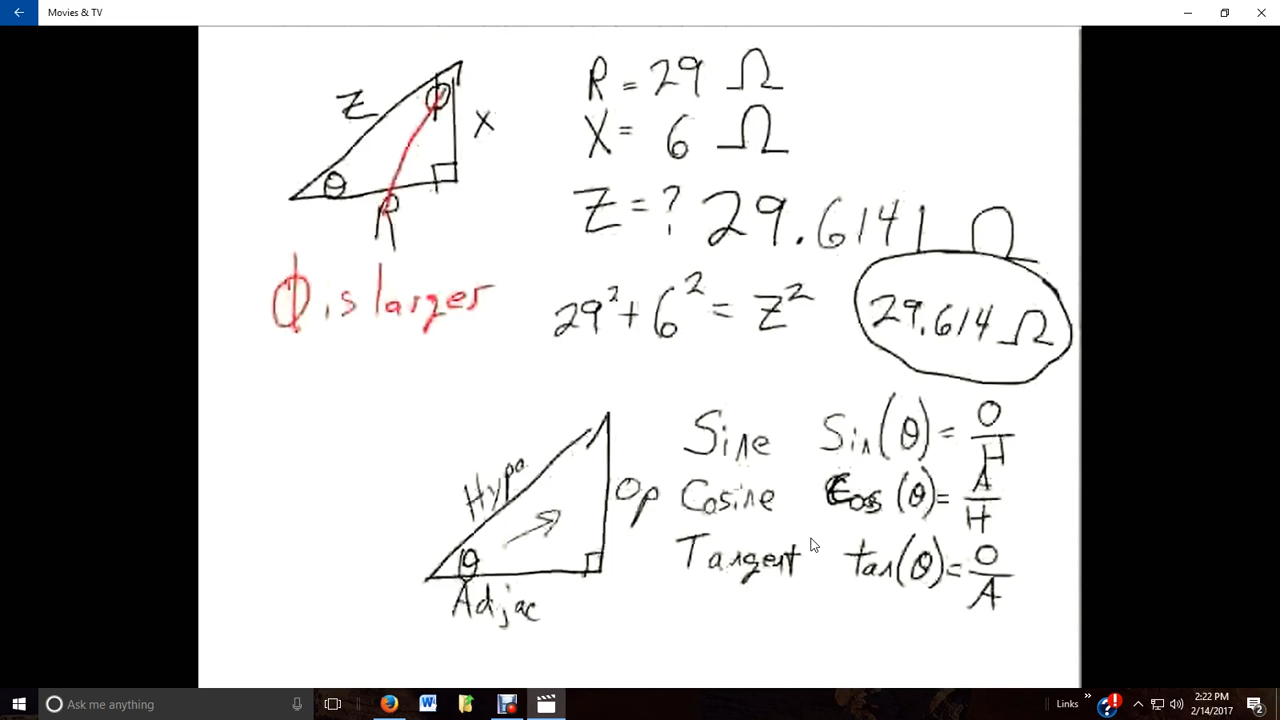 Movies & TV
Z
Φ
X
θ
R
Φ is larger
R = 29 Ω
X = 6 Ω
Z = ? 29.6141 Ω
29² + 6² = Z²
29.614 Ω
Hypo
Op
θ
Adjac
Sine Sin(θ) = O/H
Cosine Cos(θ) = A/H
Tangent tan(θ) = O/A
Ask me anything
Links
2:22 PM
2/14/2017
2